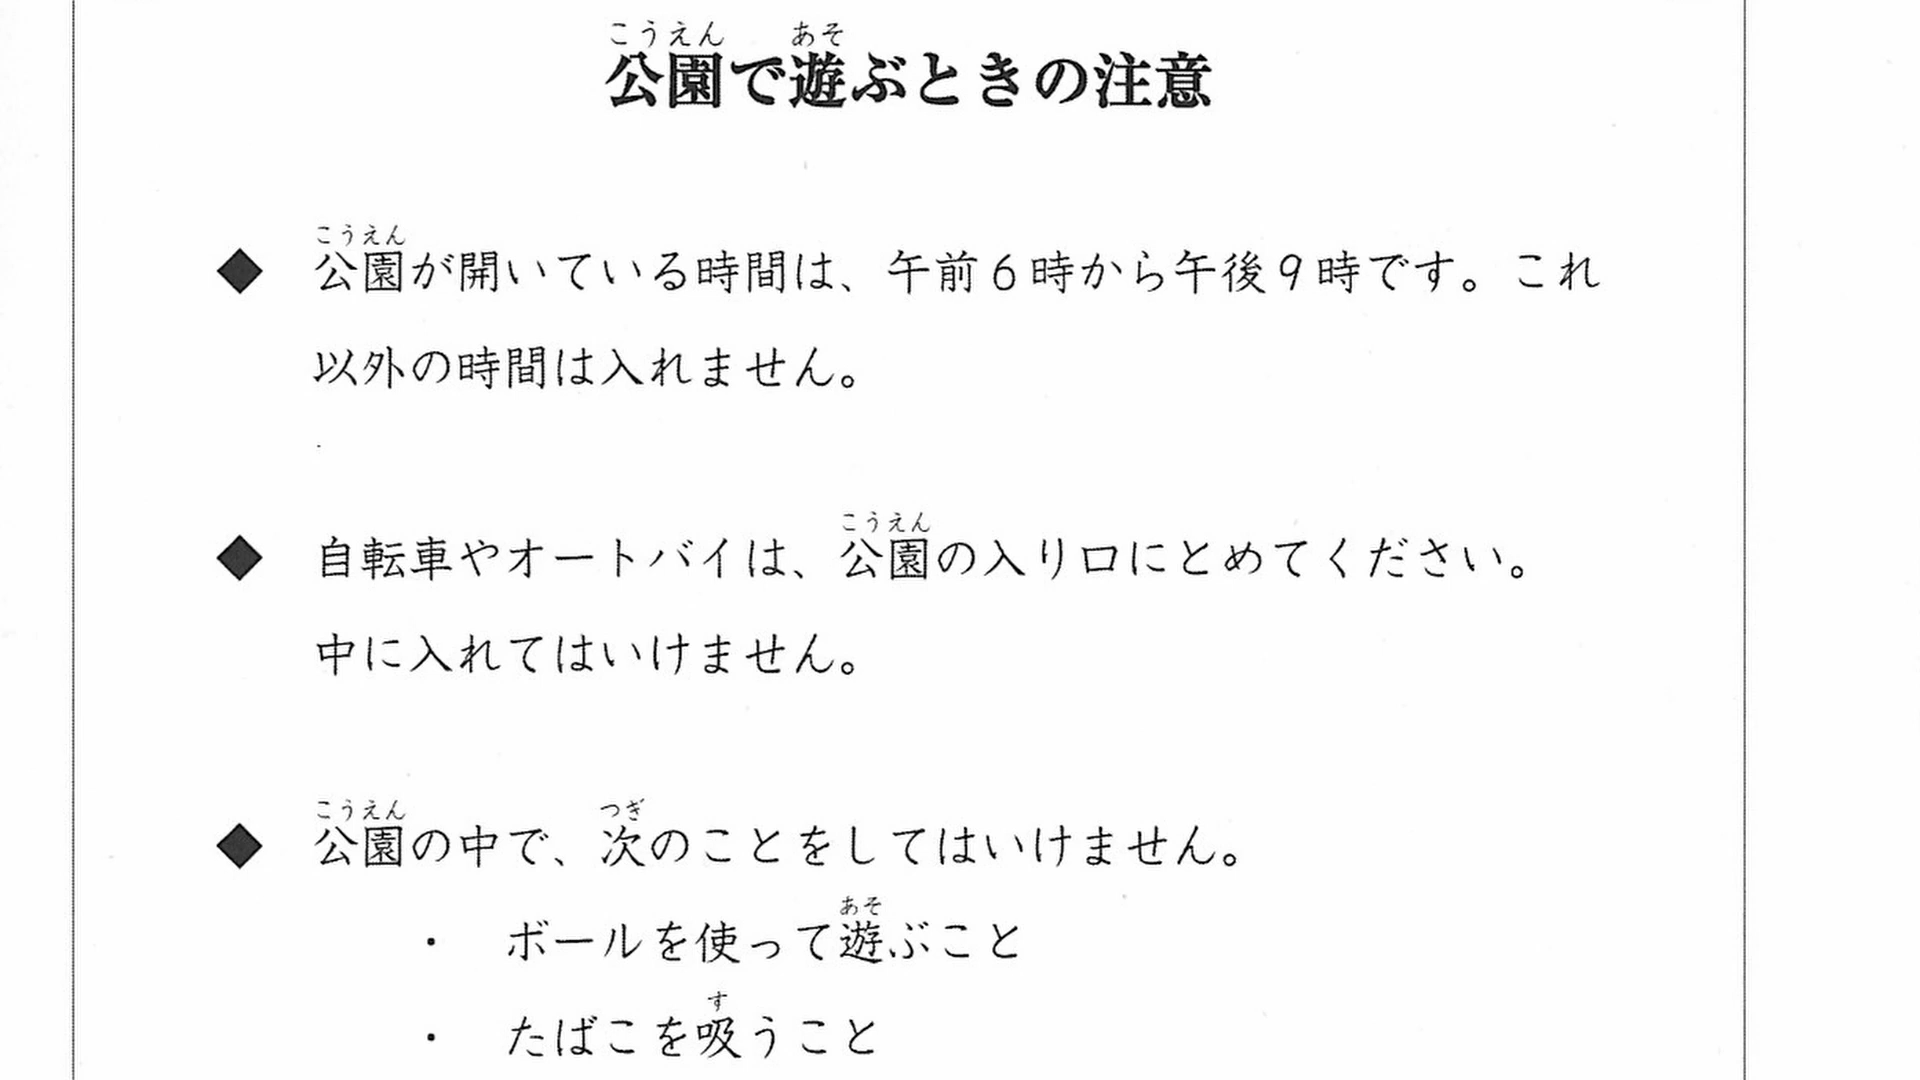 こうえん あそ
公園で遊ぶときの注意
こうえん
◆ 公園が開いている時間は、午前６時から午後９時です。これ
以外の時間は入れません。
こうえん
◆ 自転車やオートバイは、公園の入り口にとめてください。
中に入れてはいけません。
こうえん つぎ
◆ 公園の中で、次のことをしてはいけません。
あそ
・ ボールを使って遊ぶこと
す
・ たばこを吸うこと